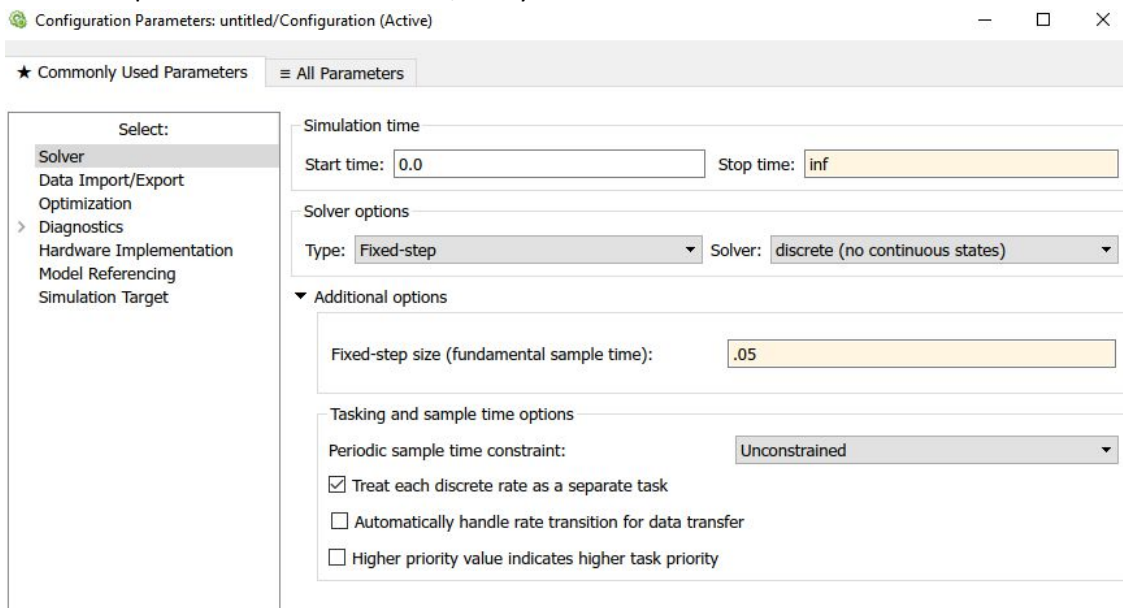 Configuration Parameters: untitled/Configuration (Active)
★ Commonly Used Parameters
≡ All Parameters
Select:
Solver
Data Import/Export
Optimization
Diagnostics
Hardware Implementation
Model Referencing
Simulation Target
Simulation time
Start time: 0.0 Stop time: inf
Solver options
Type: Fixed-step Solver: discrete (no continuous states)
Additional options
Fixed-step size (fundamental sample time): .05
Tasking and sample time options
Periodic sample time constraint: Unconstrained
Treat each discrete rate as a separate task
Automatically handle rate transition for data transfer
Higher priority value indicates higher task priority